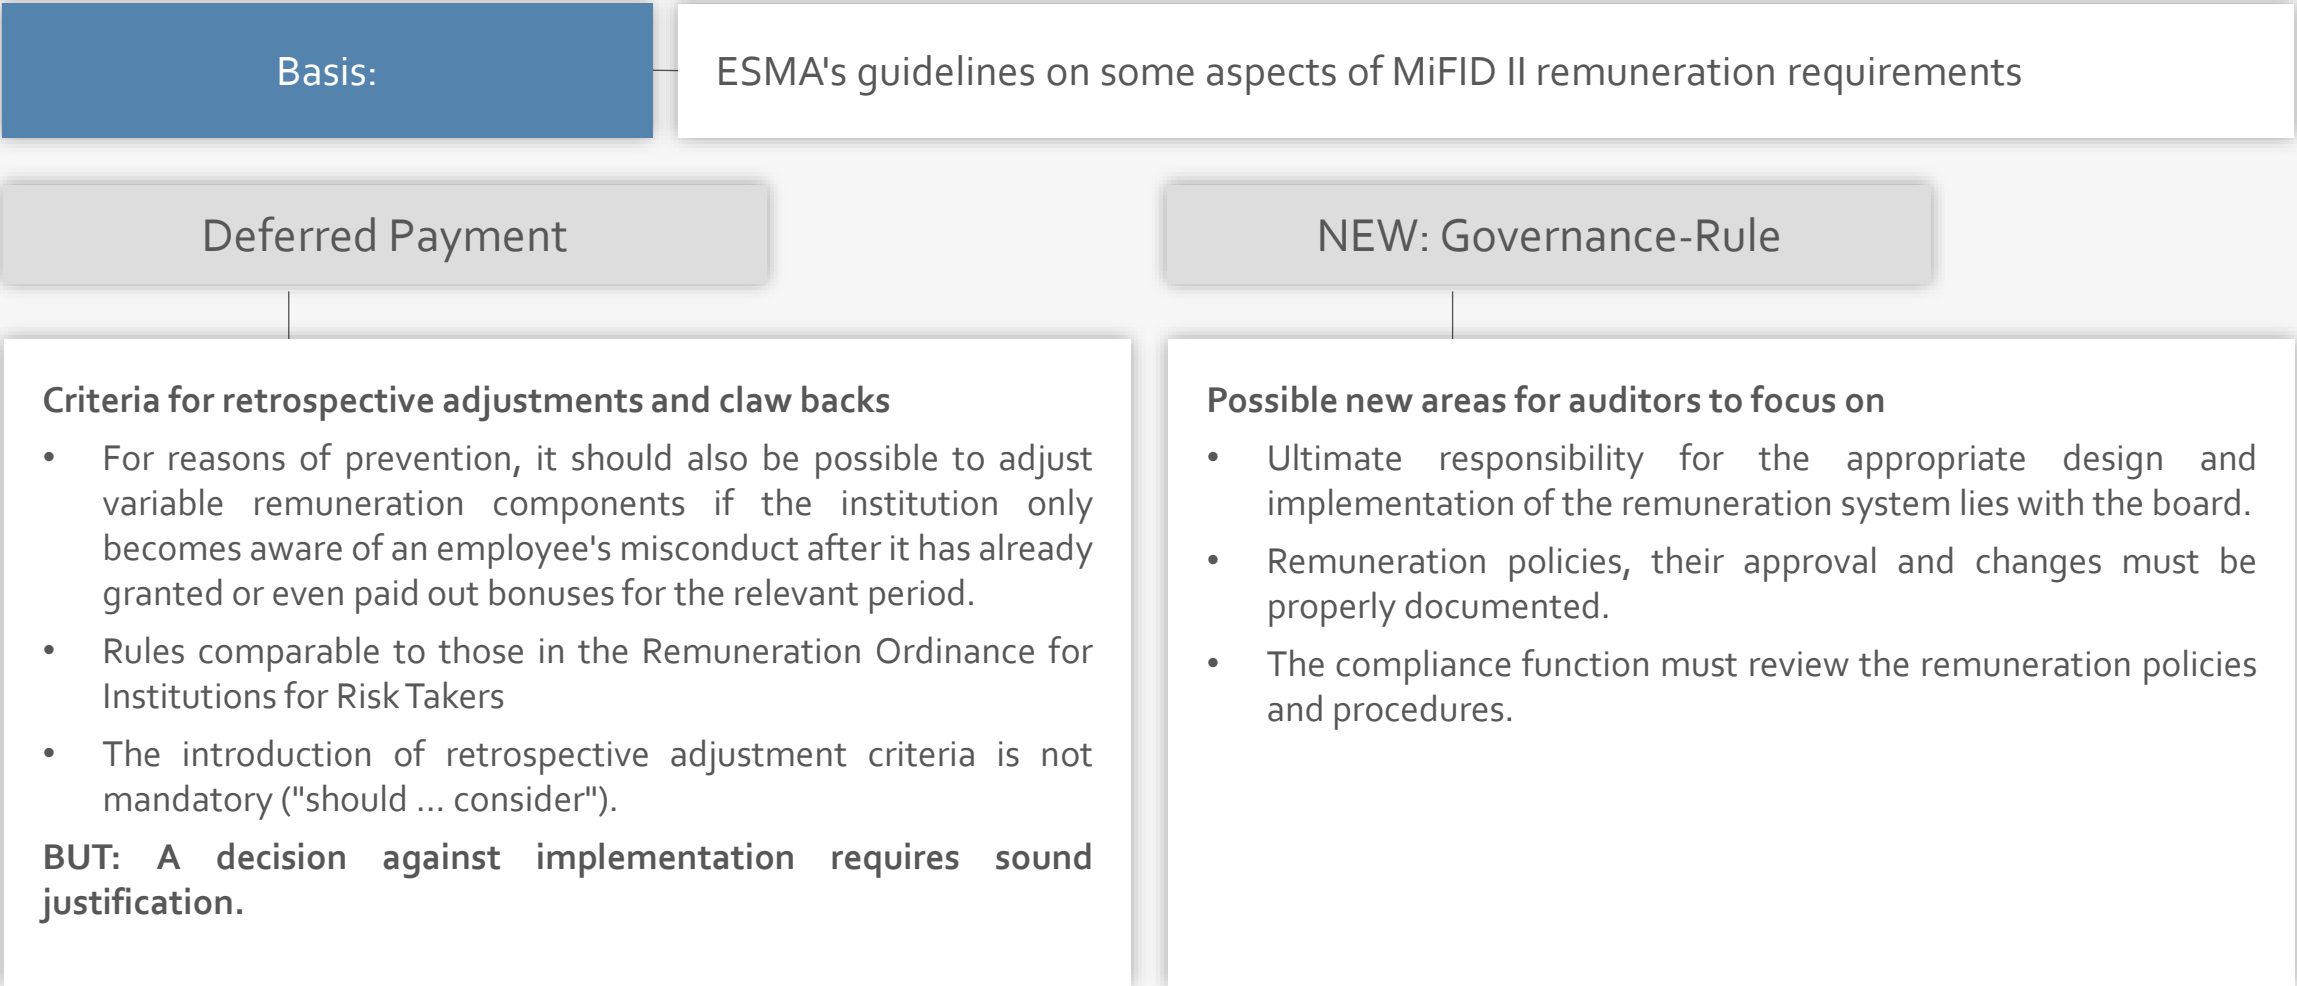 Basis:
ESMA's guidelines on some aspects of MiFID II remuneration requirements
Deferred Payment
Criteria for retrospective adjustments and claw backs
• For reasons of prevention, it should also be possible to adjust
variable remuneration components if the institution only
becomes aware of an employee's misconduct after it has already
granted or even paid out bonuses for the relevant period.
• Rules comparable to those in the Remuneration Ordinance for
Institutions for Risk Takers
• The introduction of retrospective adjustment criteria is not
mandatory ("should ... consider").
BUT: A decision against implementation requires sound
justification.
NEW: Governance-Rule
Possible new areas for auditors to focus on
• Ultimate responsibility for the appropriate design and
implementation of the remuneration system lies with the board.
• Remuneration policies, their approval and changes must be
properly documented.
• The compliance function must review the remuneration policies
and procedures.